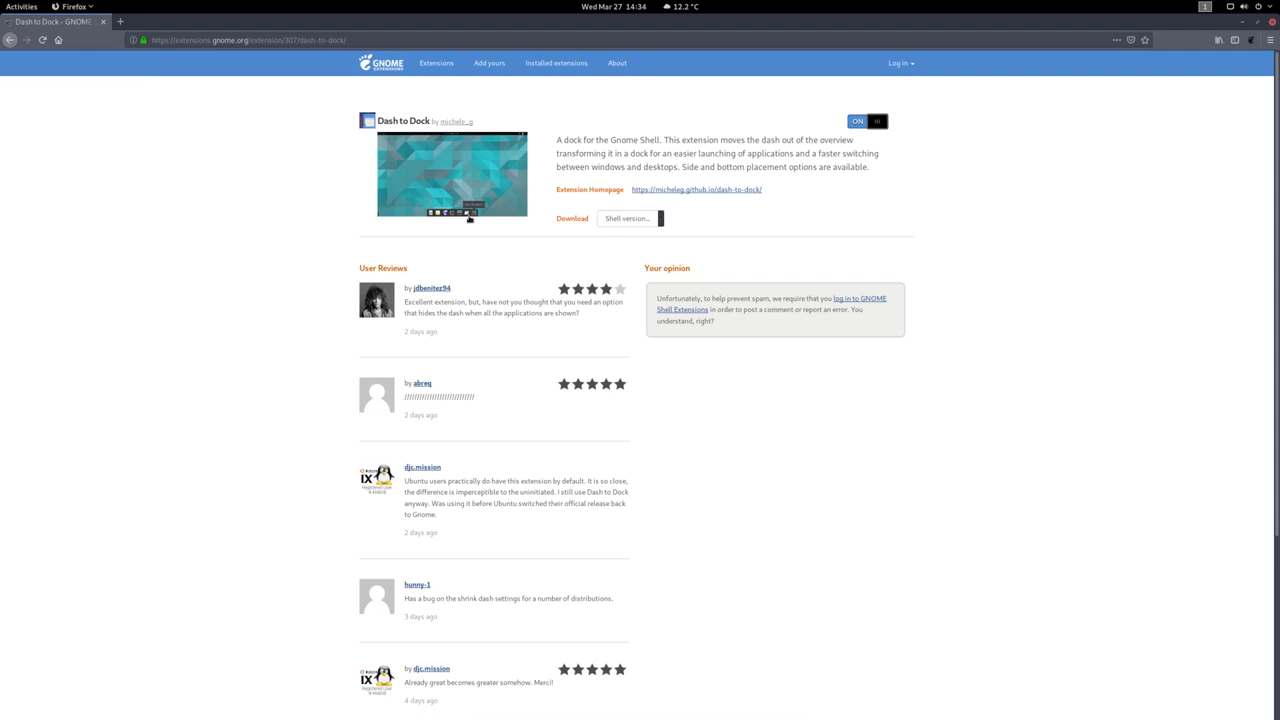 Activities Firefox Wed Mar 27 14:34 12.2 °C 1
Dash to Dock - GNOME
https://extensions.gnome.org/extension/307/dash-to-dock/
GNOME EXTENSIONS Extensions Add yours Installed extensions About Log in
Dash to Dock by michele_g ON
A dock for the Gnome Shell. This extension moves the dash out of the overview
transforming it in a dock for an easier launching of applications and a faster switching
between windows and desktops. Side and bottom placement options are available.
Extension Homepage https://micheleg.github.io/dash-to-dock/
Download Shell version...
User Reviews
by jdbenitez94
Excellent extension, but, have not you thought that you need an option
that hides the dash when all the applications are shown?
2 days ago
by abreq
///////////////////////////
2 days ago
djc.mission
Ubuntu users practically do have this extension by default. It is so close,
the difference is imperceptible to the uninitiated. I still use Dash to Dock
anyway. Was using it before Ubuntu switched their official release back
to Gnome.
2 days ago
hunny-1
Has a bug on the shrink dash settings for a number of distributions.
3 days ago
by djc.mission
Already great becomes greater somehow. Merci!
4 days ago
Your opinion
Unfortunately, to help prevent spam, we require that you log in to GNOME
Shell Extensions in order to post a comment or report an error. You
understand, right?